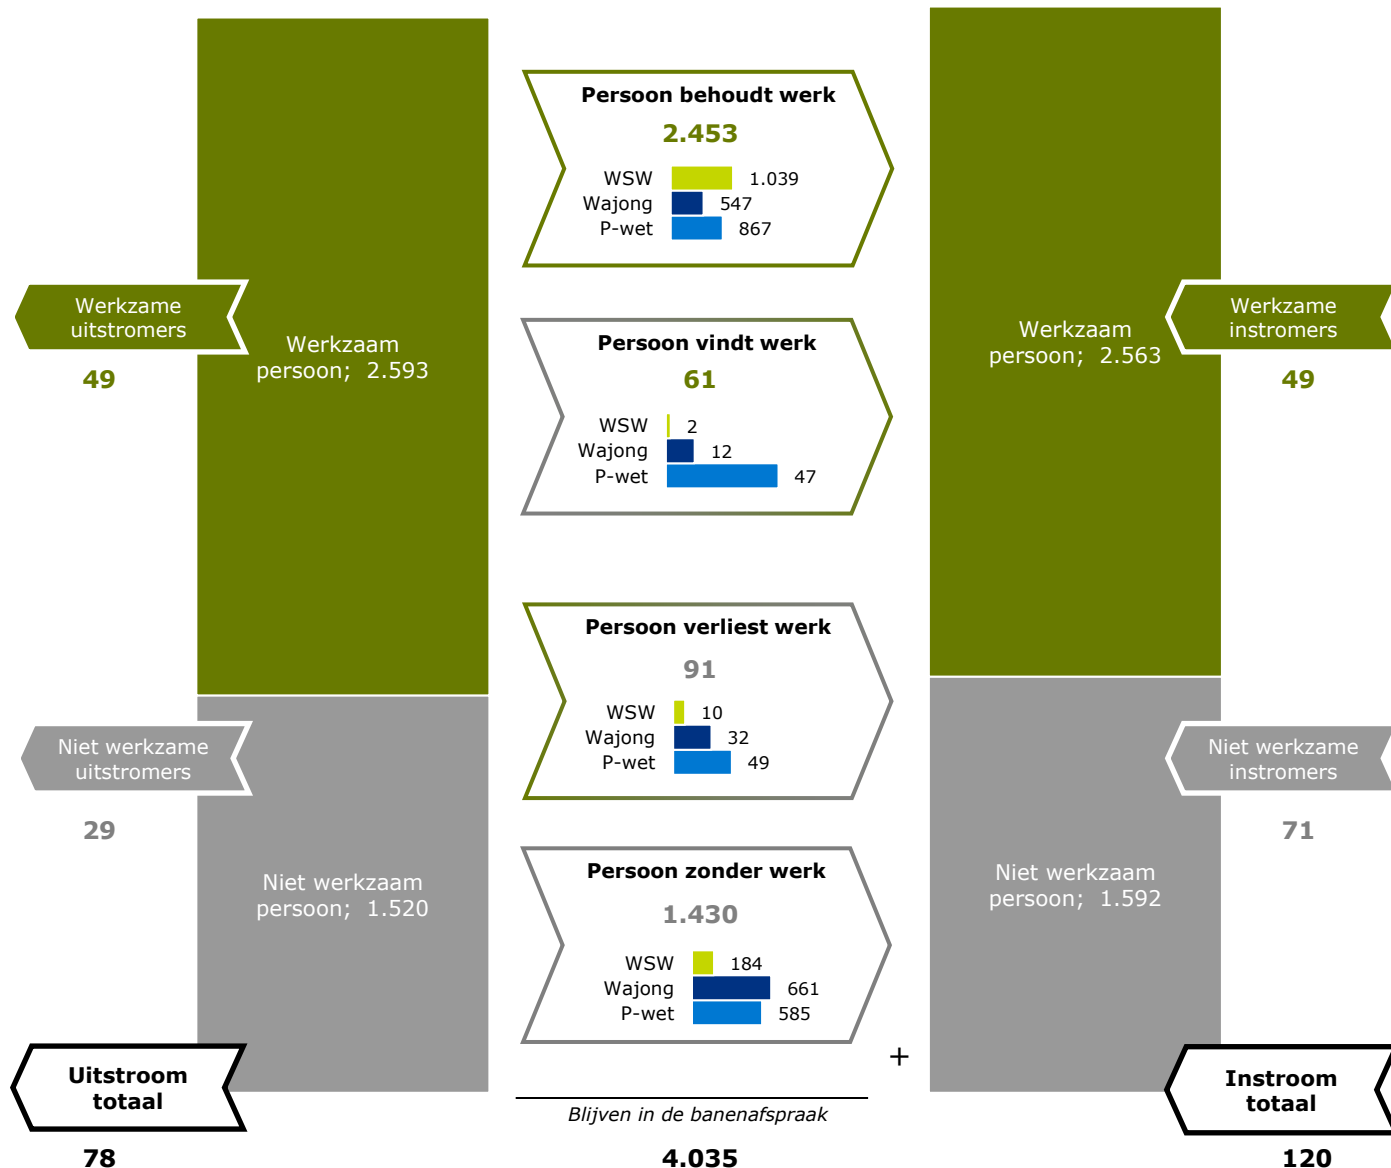 Werkzame
uitstromers
49
Werkzaam
persoon; 2.593
Niet werkzame
uitstromers
29
Niet werkzaam
persoon; 1.520
Uitstroom
totaal
78
Persoon behoudt werk
2.453
WSW 1.039
Wajong 547
P-wet 867
Persoon vindt werk
61
WSW 2
Wajong 12
P-wet 47
Persoon verliest werk
91
WSW 10
Wajong 32
P-wet 49
Persoon zonder werk
1.430
WSW 184
Wajong 661
P-wet 585
+
Blijven in de banenafspraak
4.035
Werkzaam
persoon; 2.563
Werkzame
instromers
49
Niet werkzaam
persoon; 1.592
Niet werkzame
instromers
71
Instroom
totaal
120